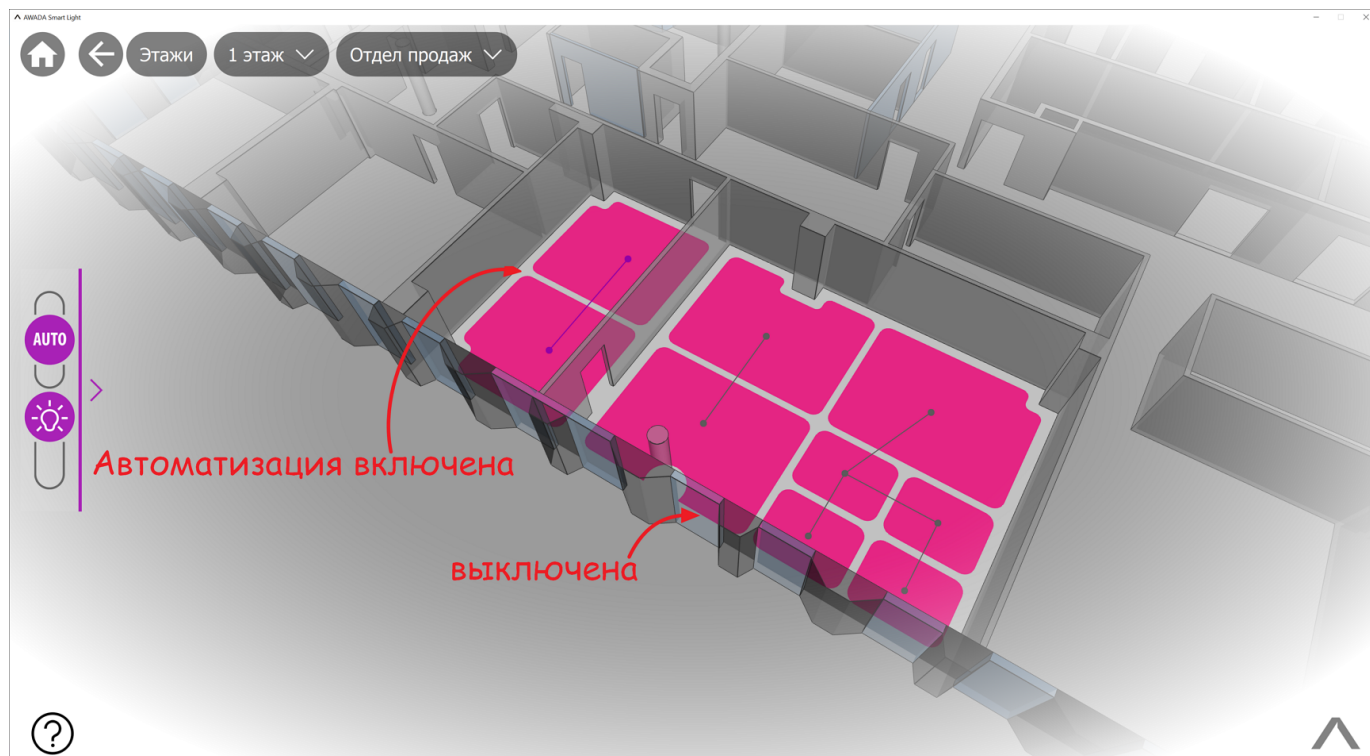 AWADA Smart Light
Этажи
1 этаж
Отдел продаж
AUTO
Автоматизация включена
выключена
?